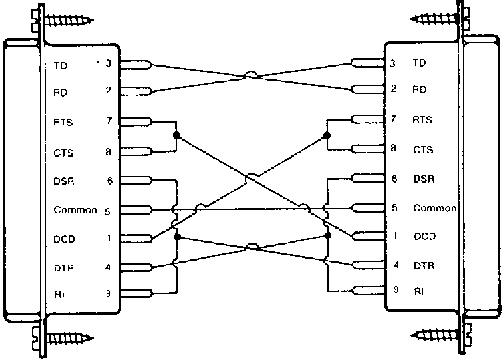 TD 3 3 TD
RD 2 2 RD
RTS 7 7 RTS
CTS 8 8 CTS
DSR 6 6 DSR
Common 5 5 Common
DCD 1 1 DCD
DTR 4 4 DTR
RI 9 9 RI